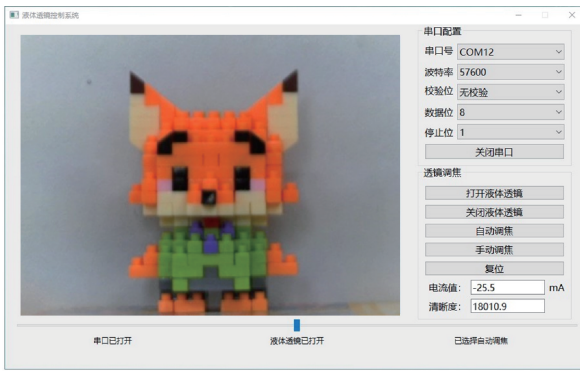 液体透镜控制系统
串口配置
串口号 COM12
波特率 57600
校验位 无校验
数据位 8
停止位 1
关闭串口
透镜调焦
打开液体透镜
关闭液体透镜
自动调焦
手动调焦
复位
电流值: -25.5 mA
清晰度: 18010.9
串口已打开 液体透镜已打开 已选择自动调焦